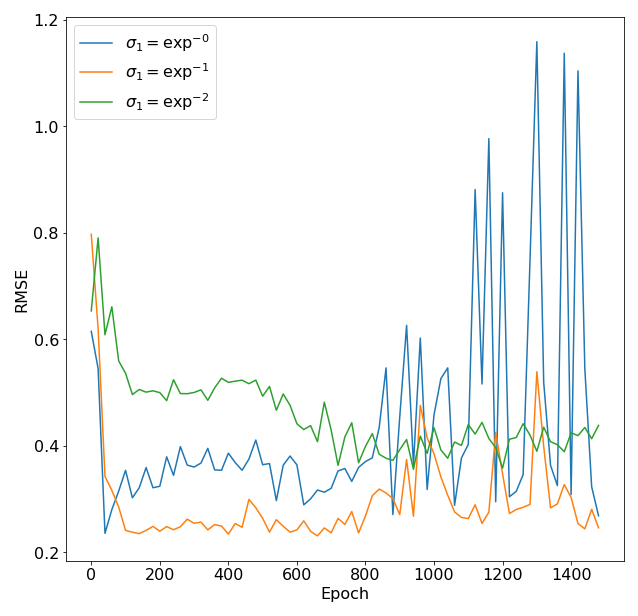 σ₁ = exp⁻⁰
σ₁ = exp⁻¹
σ₁ = exp⁻²
1.2
1.0
0.8
0.6
0.4
0.2
RMSE
0 200 400 600 800 1000 1200 1400
Epoch